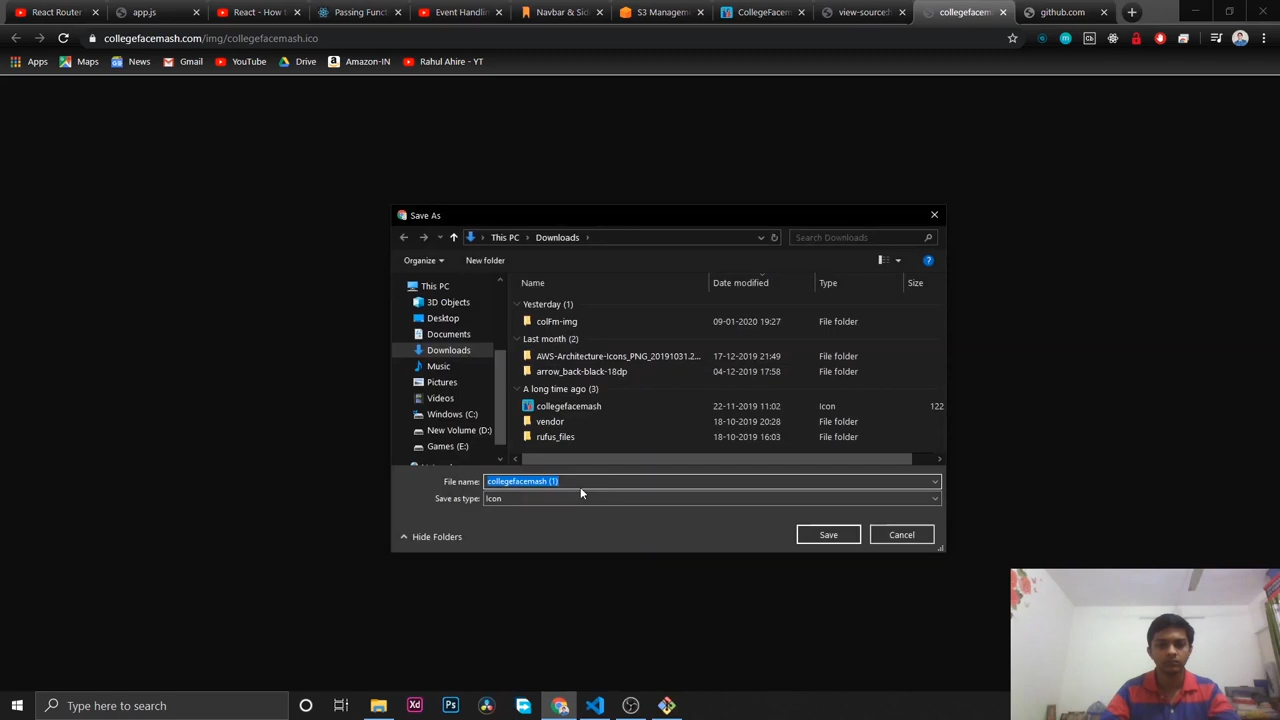 React Router
app.js
React - How t
Passing Funct
Event Handlin
Navbar & Sid
S3 Managem
CollegeFacem
view-sourceh
collegefacem
github.com
collegefacemash.com/img/collegefacemash.ico
Apps
Maps
News
Gmail
YouTube
Drive
Amazon-IN
Rahul Ahire - YT
Save As
This PC
Downloads
Search Downloads
Organize
New folder
Name
Date modified
Type
Size
This PC
3D Objects
Desktop
Documents
Downloads
Music
Pictures
Videos
Windows (C:)
New Volume (D:)
Games (E:)
Yesterday (1)
colFm-img 09-01-2020 19:27 File folder
Last month (2)
AWS-Architecture-Icons_PNG_20191031.2... 17-12-2019 21:49 File folder
arrow_back-black-18dp 04-12-2019 17:58 File folder
A long time ago (3)
collegefacemash 22-11-2019 11:02 Icon 122
vendor 18-10-2019 20:28 File folder
rufus_files 18-10-2019 16:03 File folder
File name: collegefacemash (1)
Save as type: Icon
Hide Folders
Save
Cancel
Type here to search
Xd
Ps